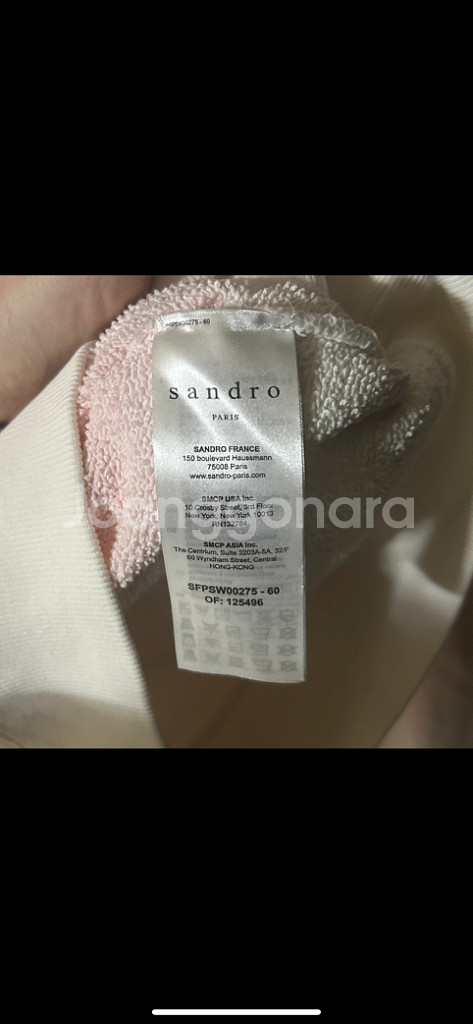 SFPSW00275 - 60
sandro
PARIS
SANDRO FRANCE
150 boulevard Haussmann
75008 Paris
www.sandro-paris.com
SMCP USA Inc.
10 Crosby Street, 3rd Floor
New York, New York 10013
RN132784
Joonggonara
SMCP ASIA Inc.
The Centrium, Suite 3203A-5A, 32/F
60 Wyndham Street, Central
HONG-KONG
SFPSW00275 - 60
OF: 125496